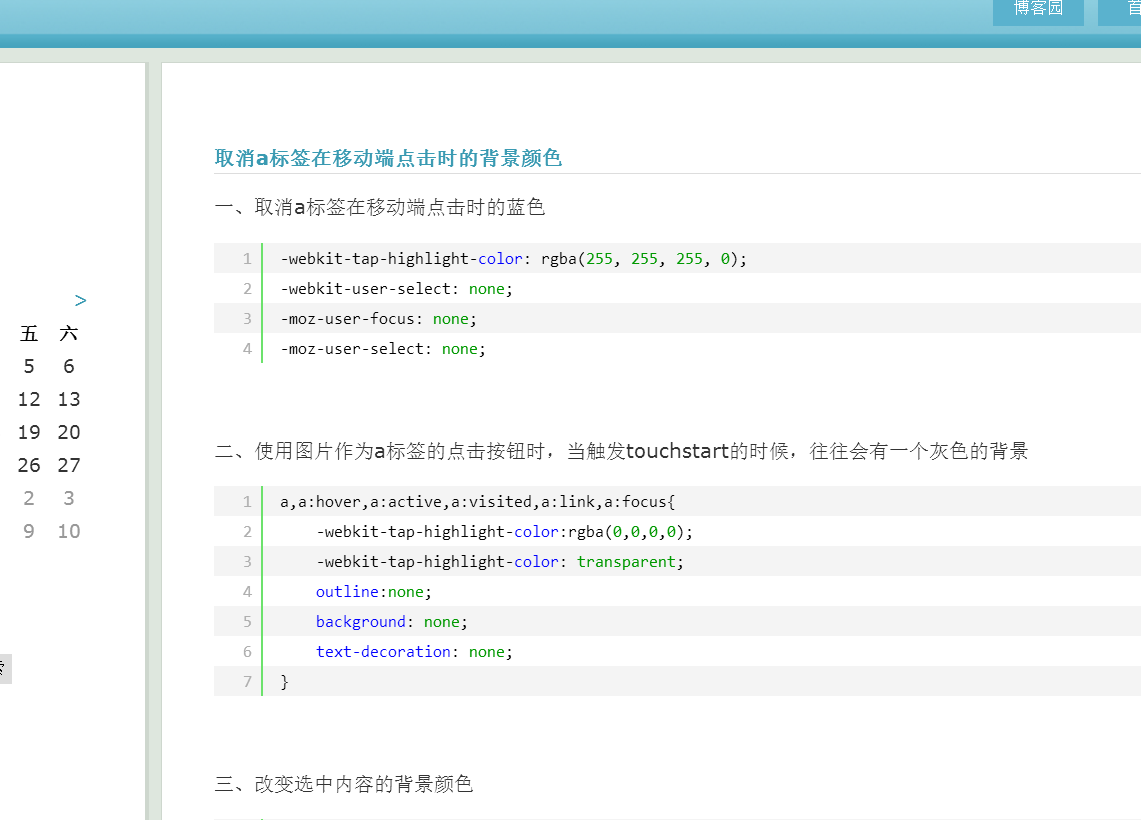 博客园
首
>
五 六
5 6
12 13
19 20
26 27
2 3
9 10
取消a标签在移动端点击时的背景颜色
一、取消a标签在移动端点击时的蓝色
1 -webkit-tap-highlight-color: rgba(255, 255, 255, 0);
2 -webkit-user-select: none;
3 -moz-user-focus: none;
4 -moz-user-select: none;
二、使用图片作为a标签的点击按钮时，当触发touchstart的时候，往往会有一个灰色的背景
1 a,a:hover,a:active,a:visited,a:link,a:focus{
2     -webkit-tap-highlight-color:rgba(0,0,0,0);
3     -webkit-tap-highlight-color: transparent;
4     outline:none;
5     background: none;
6     text-decoration: none;
7 }
三、改变选中内容的背景颜色